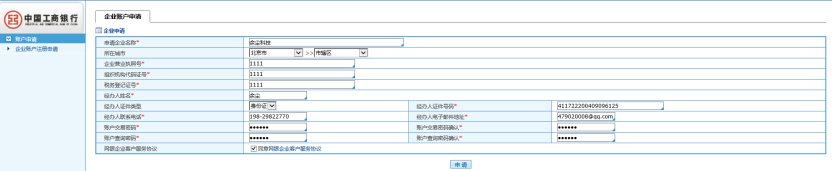 中国工商银行
账户申请
企业账户注册申请
企业账户申请
企业申请
申请企业名称* 余尘科技
所在城市 北京市 >> 市辖区
企业营业执照号* 1111
组织机构代码证号* 1111
税务登记证号* 1111
经办人姓名* 余尘
经办人证件类型 身份证 经办人证件号码* 411722200409096125
经办人联系电话* 198-29822770 经办人电子邮件地址* 479020008@qq.com
账户交易密码* •••••• 账户交易密码确认* ••••••
账户查询密码* •••••• 账户查询密码确认* ••••••
网银企业客户服务协议 同意网银企业客户服务协议
申 请